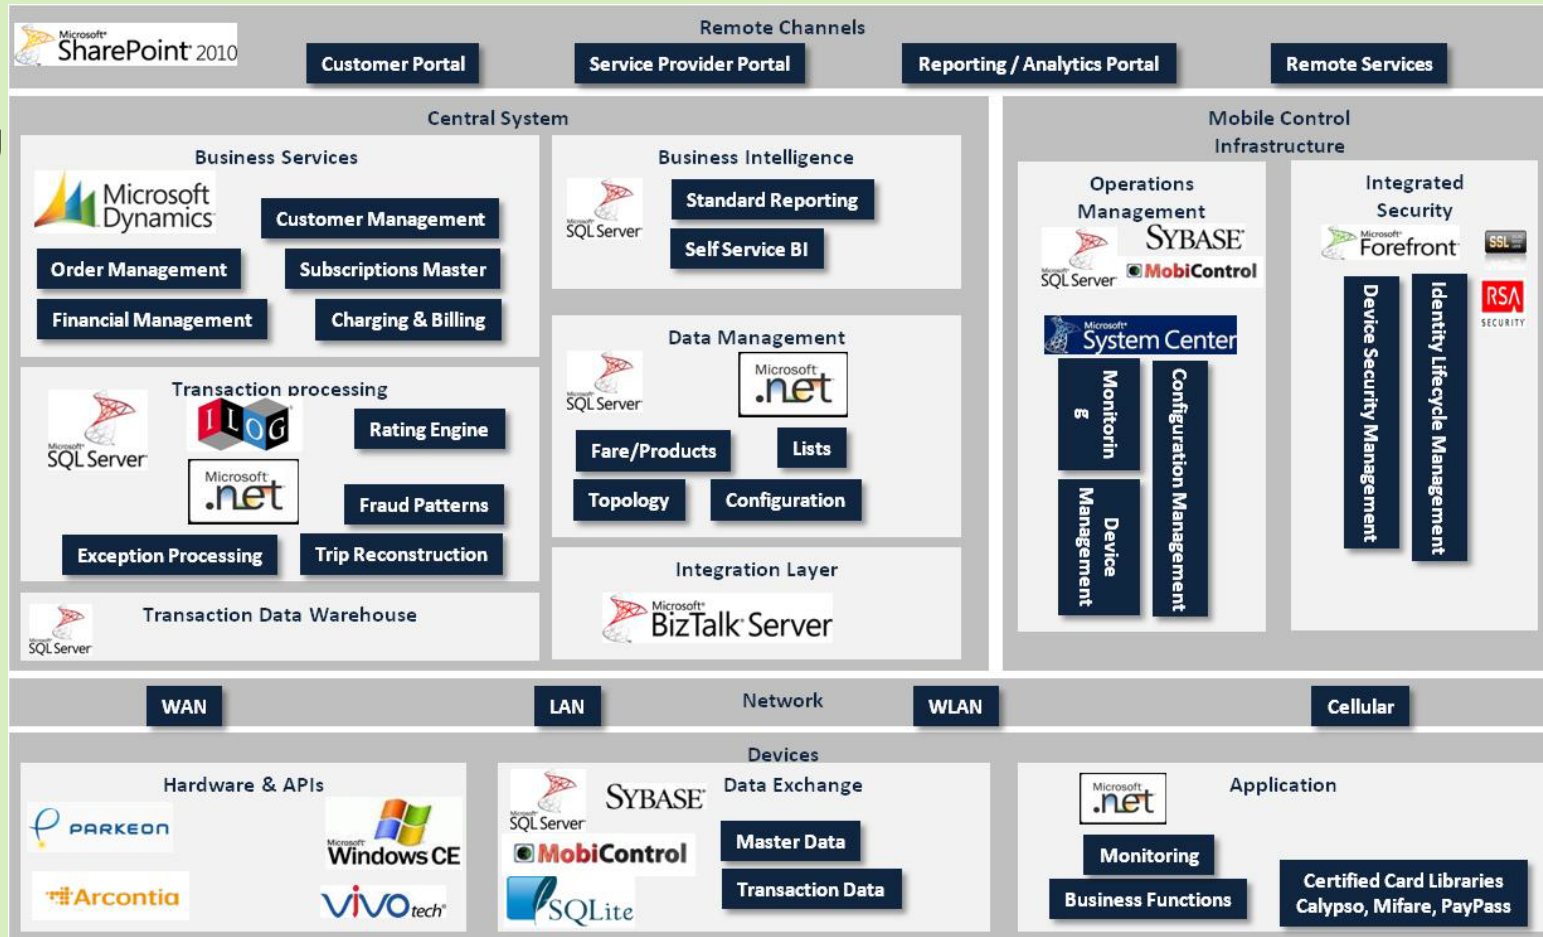 Remote Channels
Microsoft®
SharePoint® 2010
Customer Portal
Service Provider Portal
Reporting / Analytics Portal
Remote Services
Central System
Business Services
Microsoft
Dynamics
Customer Management
Order Management
Subscriptions Master
Financial Management
Charging & Billing
Business Intelligence
Microsoft®
SQL Server
Standard Reporting
Self Service BI
Transaction processing
Microsoft®
SQL Server
ILOG
Microsoft
.net
Rating Engine
Fraud Patterns
Exception Processing
Trip Reconstruction
Data Management
Microsoft®
SQL Server
Microsoft
.net
Fare/Products
Lists
Topology
Configuration
Transaction Data Warehouse
Microsoft®
SQL Server
Integration Layer
Microsoft®
BizTalk Server
Mobile Control
Infrastructure
Operations
Management
Microsoft®
SQL Server
SYBASE
MobiControl
Microsoft®
System Center
Monitorin
g
Device
Management
Configuration Management
Integrated
Security
Microsoft®
Forefront
SSL
RSA
SECURITY
Device Security Management
Identity Lifecycle Management
Network
WAN
LAN
WLAN
Cellular
Devices
Hardware & APIs
PARKEON
Microsoft
Windows CE
Arcontia
ViVOtech
Data Exchange
Microsoft®
SQL Server
SYBASE
MobiControl
SQLite
Master Data
Transaction Data
Application
Microsoft
.net
Monitoring
Business Functions
Certified Card Libraries
Calypso, Mifare, PayPass